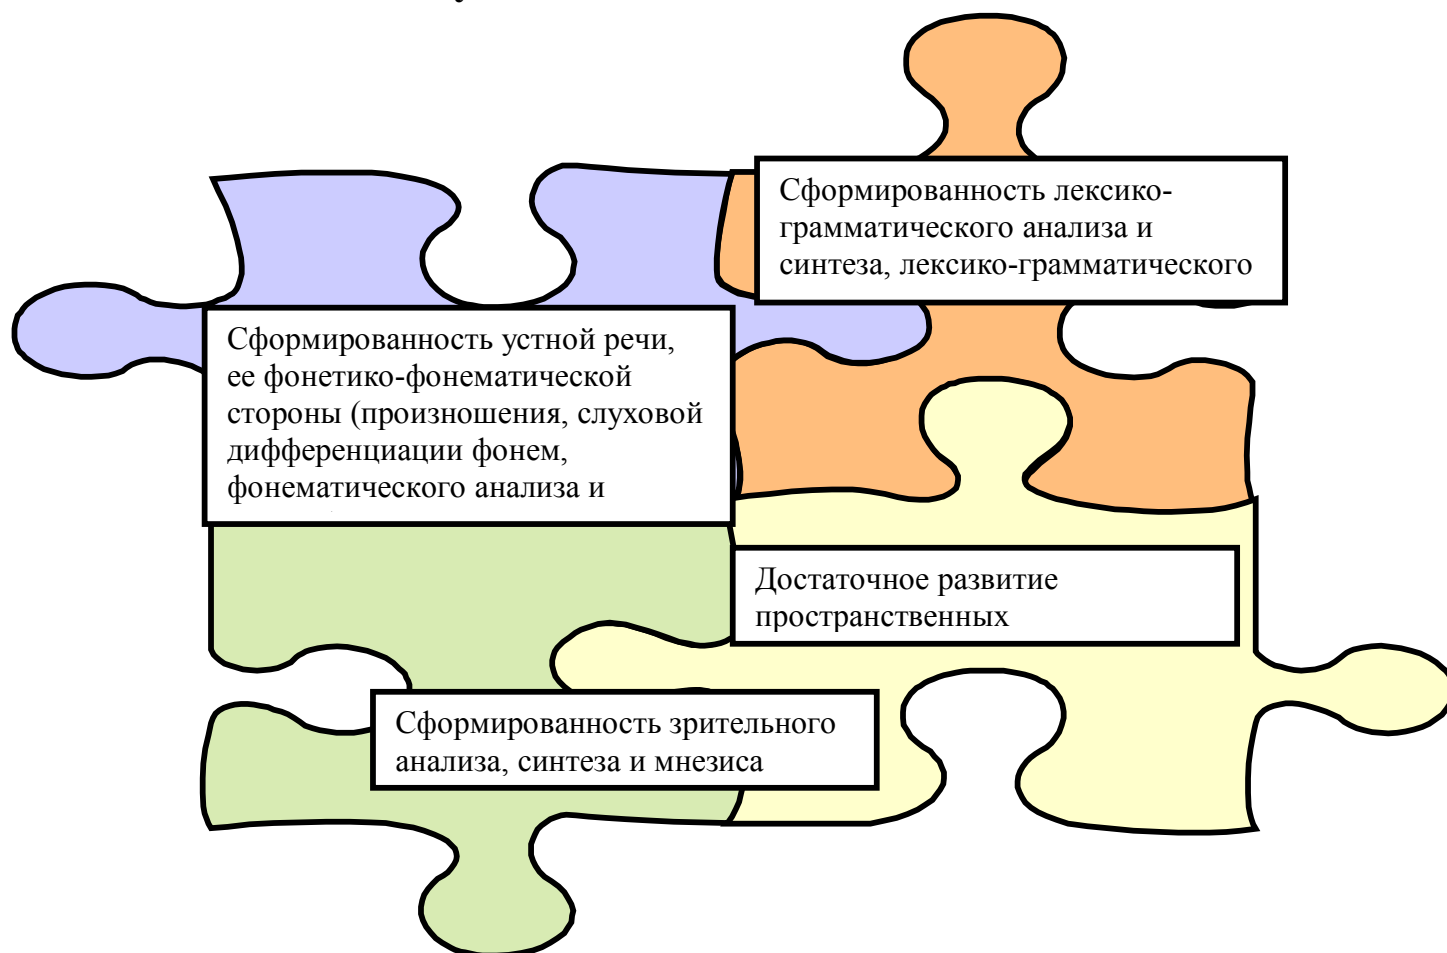 Сформированность лексико-
грамматического анализа и
синтеза, лексико-грамматического
Сформированность устной речи,
ее фонетико-фонематической
стороны (произношения, слуховой
дифференциации фонем,
фонематического анализа и
Достаточное развитие
пространственных
Сформированность зрительного
анализа, синтеза и мнезиса